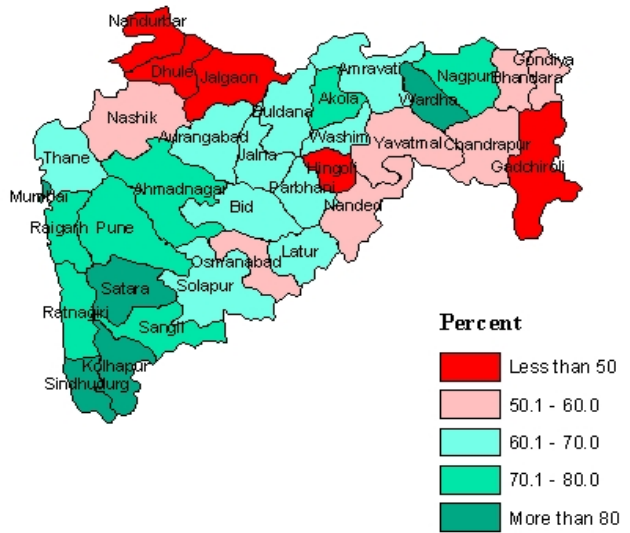 Nandurbar
Dhule
Jalgaon
Nashik
Thane
Mumbai
Raigarh
Pune
Ahmadnagar
Aurangabad
Jalna
Buldana
Akola
Amravati
Washim
Hingoli
Parbhani
Bid
Nanded
Latur
Osmanabad
Solapur
Satara
Ratnagiri
Sangli
Kolhapur
Sindhudurg
Wardha
Nagpur
Bhandara
Gondiya
Yavatmal
Chandrapur
Gadchiroli
Percent
Less than 50
50.1 - 60.0
60.1 - 70.0
70.1 - 80.0
More than 80